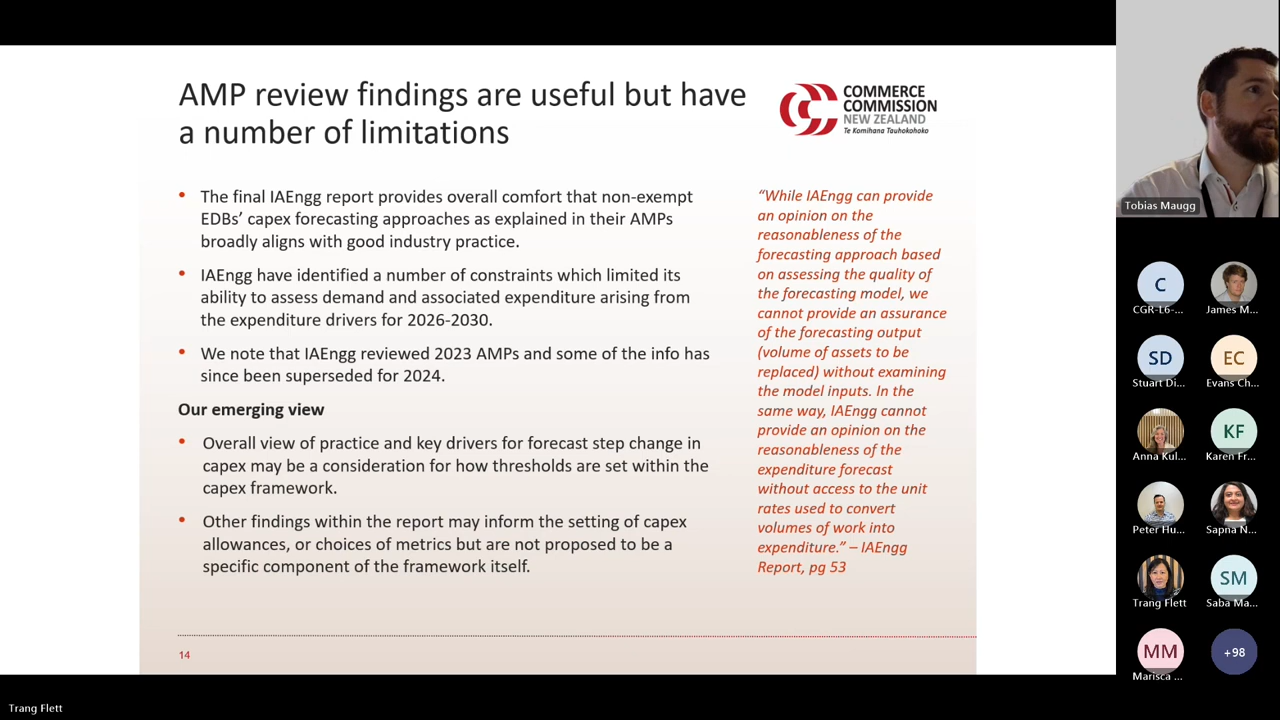 AMP review findings are useful but have
a number of limitations
COMMERCE
COMMISSION
NEW ZEALAND
Te Komihana Tauhokohoko
• The final IAEngg report provides overall comfort that non-exempt
EDBs’ capex forecasting approaches as explained in their AMPs
broadly aligns with good industry practice.
• IAEngg have identified a number of constraints which limited its
ability to assess demand and associated expenditure arising from
the expenditure drivers for 2026-2030.
• We note that IAEngg reviewed 2023 AMPs and some of the info has
since been superseded for 2024.
Our emerging view
• Overall view of practice and key drivers for forecast step change in
capex may be a consideration for how thresholds are set within the
capex framework.
• Other findings within the report may inform the setting of capex
allowances, or choices of metrics but are not proposed to be a
specific component of the framework itself.
“While IAEngg can provide
an opinion on the
reasonableness of the
forecasting approach based
on assessing the quality of
the forecasting model, we
cannot provide an assurance
of the forecasting output
(volume of assets to be
replaced) without examining
the model inputs. In the
same way, IAEngg cannot
provide an opinion on the
reasonableness of the
expenditure forecast
without access to the unit
rates used to convert
volumes of work into
expenditure.” – IAEngg
Report, pg 53
14
Tobias Maugg
C
CGR-L6-...
James M...
SD
Stuart Di...
EC
Evans Ch...
Anna Kul...
KF
Karen Fr...
Peter Hu...
Sapna N...
Trang Flett
SM
Saba Ma...
MM
Marisca ...
+98
Trang Flett